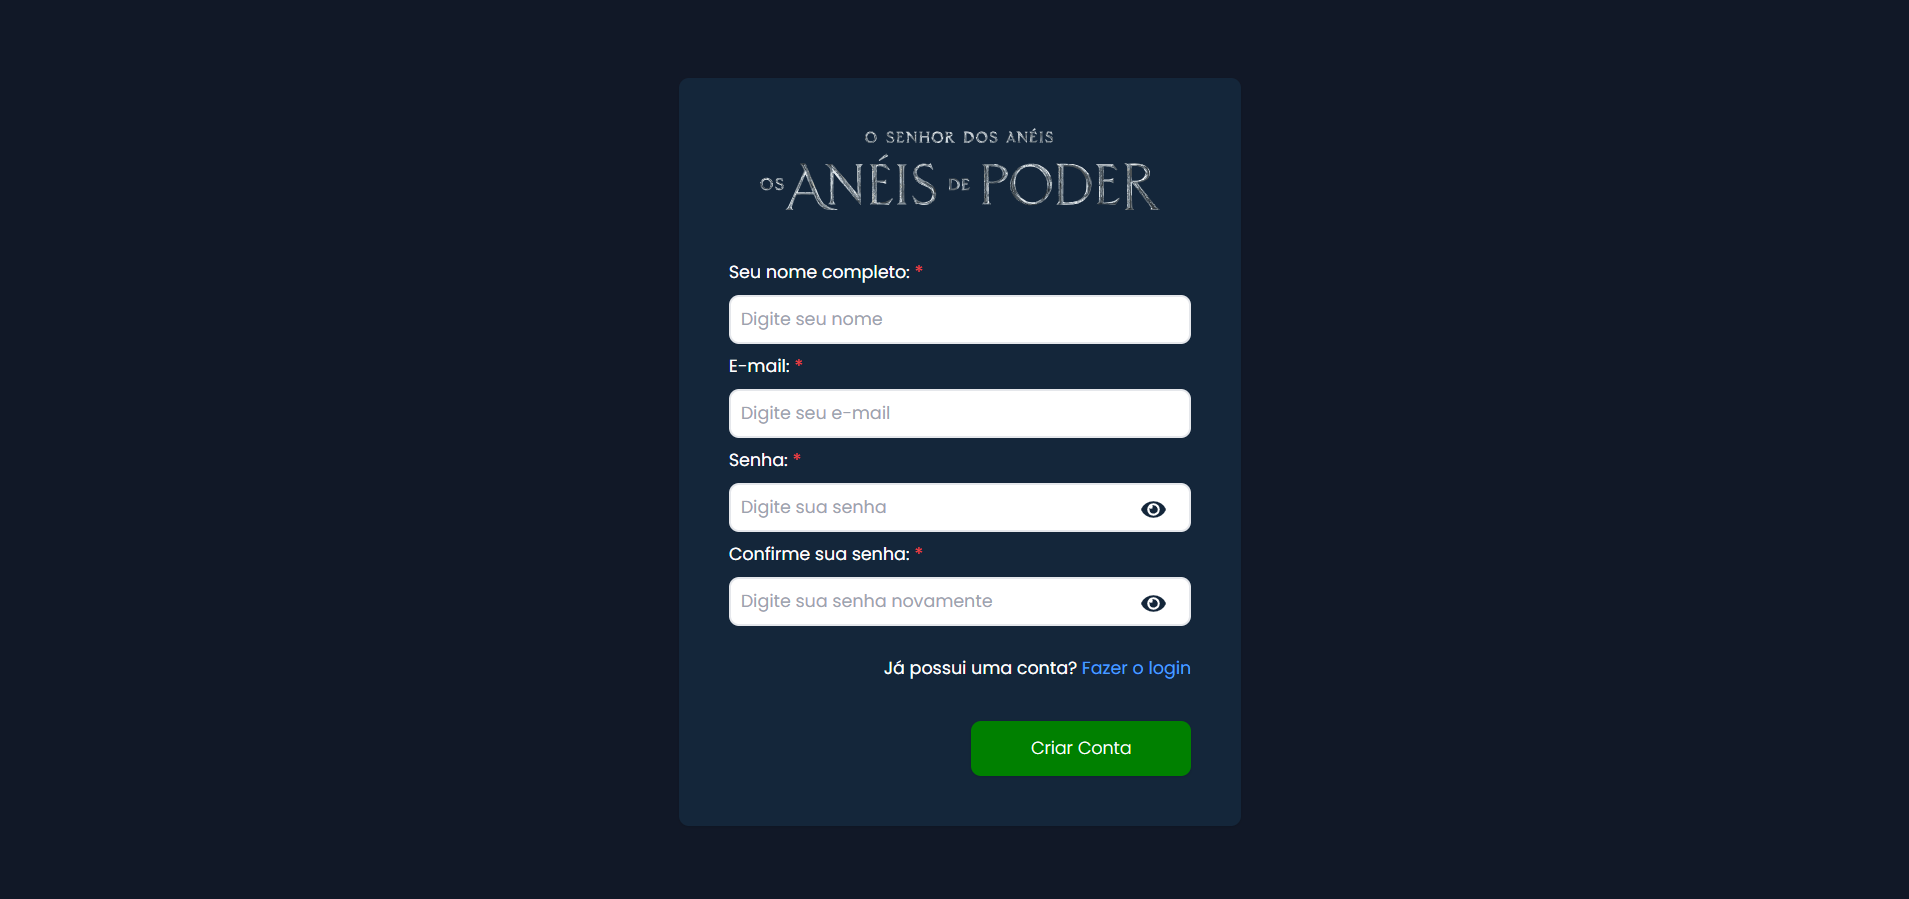 O SENHOR DOS ANÉIS
OS ANÉIS DE PODER
Seu nome completo: *
Digite seu nome
E-mail: *
Digite seu e-mail
Senha: *
Digite sua senha
Confirme sua senha: *
Digite sua senha novamente
Já possui uma conta? Fazer o login
Criar Conta